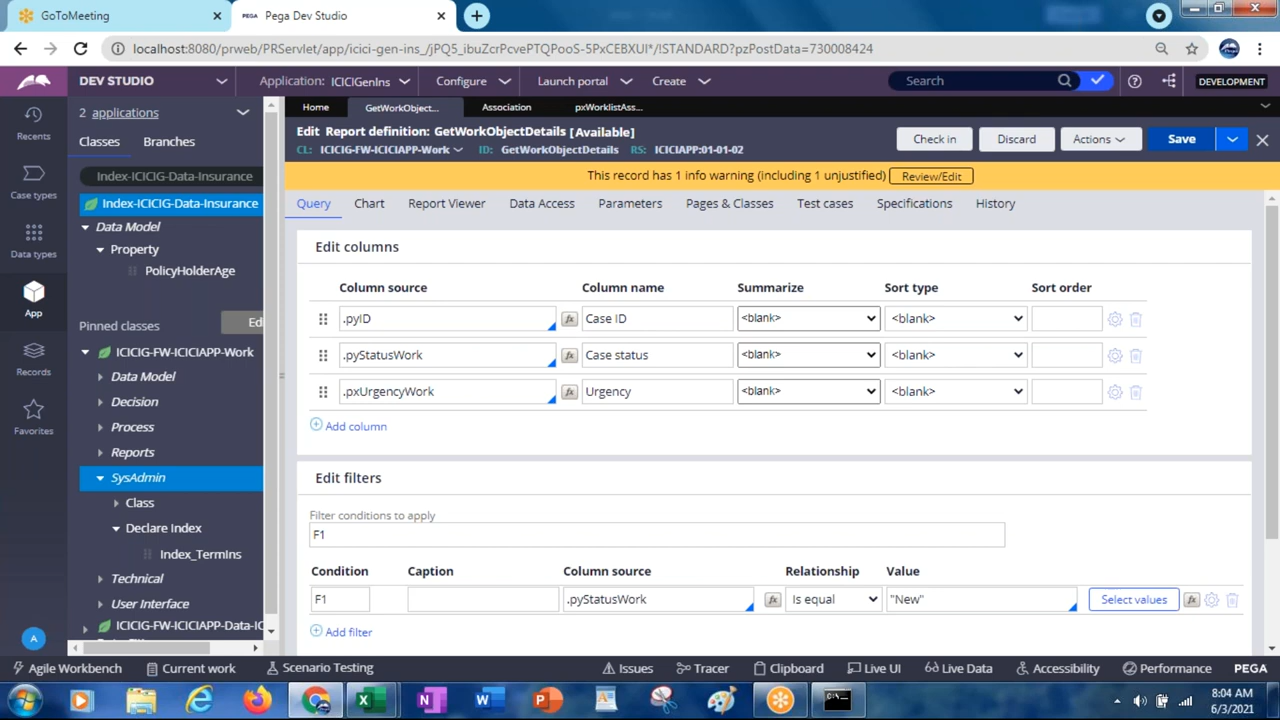 GoToMeeting
PEGA Pega Dev Studio
localhost:8080/prweb/PRServlet/app/icici-gen-ins_/jPQ5_ibuZcrPcvePTQPooS-5PxCEBXUI*/!STANDARD?pzPostData=730008424
DEV STUDIO Application: ICICIGenIns Configure Launch portal Create Search DEVELOPMENT
2 applications
Home GetWorkObject... Association pxWorklistAss...
Recents
Classes Branches
Edit Report definition: GetWorkObjectDetails [Available]
CL: ICICIG-FW-ICICIAPP-Work ID: GetWorkObjectDetails RS: ICICIAPP:01-01-02
Check in Discard Actions Save
Index-ICICIG-Data-Insurance
This record has 1 info warning (including 1 unjustified) Review/Edit
Case types
Index-ICICIG-Data-Insurance
Query Chart Report Viewer Data Access Parameters Pages & Classes Test cases Specifications History
Data Model
Data types
Property
Edit columns
PolicyHolderAge
Column source Column name Summarize Sort type Sort order
App
Pinned classes Ed
.pyID fx Case ID <blank> <blank>
ICICIG-FW-ICICIAPP-Work
.pyStatusWork fx Case status <blank> <blank>
Records
Data Model
.pxUrgencyWork fx Urgency <blank> <blank>
Decision
Favorites
Process
Add column
Reports
SysAdmin
Edit filters
Class
Filter conditions to apply
Declare Index
F1
Index_TermIns
Condition Caption Column source Relationship Value
Technical
F1 .pyStatusWork fx Is equal "New" Select values fx
User Interface
ICICIG-FW-ICICIAPP-Data-IC
Add filter
A
Agile Workbench Current work Scenario Testing Issues Tracer Clipboard Live UI Live Data Accessibility Performance PEGA
8:04 AM
6/3/2021